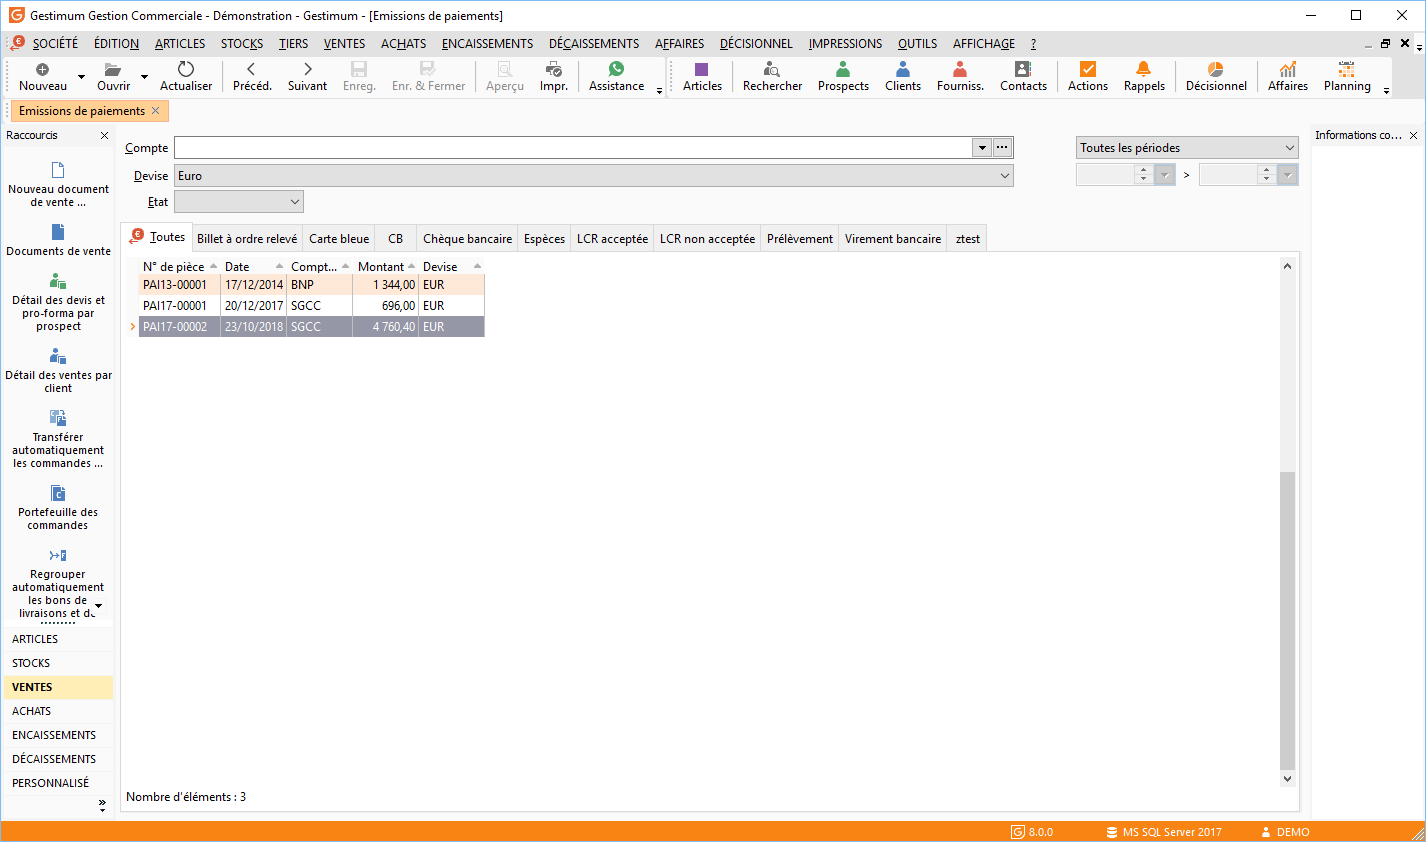 Gestimum Gestion Commerciale - Démonstration - Gestimum - [Emissions de paiements]
SOCIÉTÉ ÉDITION ARTICLES STOCKS TIERS VENTES ACHATS ENCAISSEMENTS DÉCAISSEMENTS AFFAIRES DÉCISIONNEL IMPRESSIONS OUTILS AFFICHAGE ?
Nouveau Ouvrir Actualiser Précéd. Suivant Enreg. Enr. & Fermer Aperçu Impr. Assistance Articles Rechercher Prospects Clients Fourniss. Contacts Actions Rappels Décisionnel Affaires Planning
Emissions de paiements
Raccourcis
Nouveau document
de vente ...
Documents de vente
Détail des devis et
pro-forma par
prospect
Détail des ventes par
client
Transférer
automatiquement
les commandes ...
Portefeuille des
commandes
Regrouper
automatiquement
les bons de
livraisons et
ARTICLES
STOCKS
VENTES
ACHATS
ENCAISSEMENTS
DÉCAISSEMENTS
PERSONNALISÉ
Compte
Toutes les périodes
Devise Euro
>
Etat
Toutes Billet à ordre relevé Carte bleue CB Chèque bancaire Espèces LCR acceptée LCR non acceptée Prélèvement Virement bancaire ztest
N° de pièce Date Compt... Montant Devise
PAI13-00001 17/12/2014 BNP 1 344,00 EUR
PAI17-00001 20/12/2017 SGCC 696,00 EUR
PAI17-00002 23/10/2018 SGCC 4 760,40 EUR
Nombre d'éléments : 3
Informations co...
8.0.0 MS SQL Server 2017 DEMO